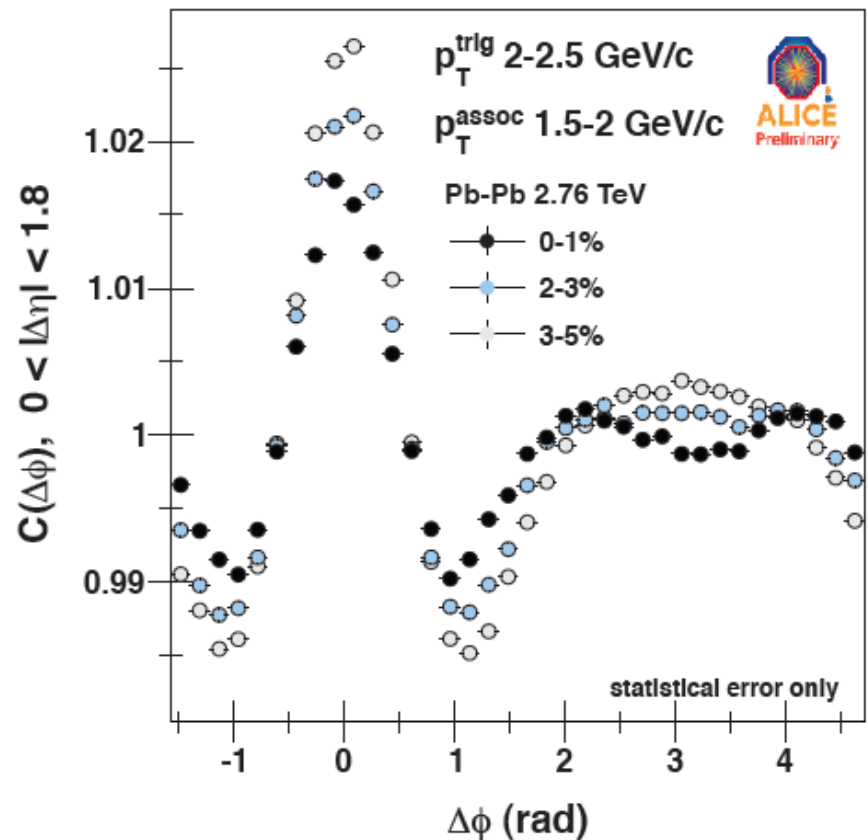 p_T^trig 2-2.5 GeV/c
p_T^assoc 1.5-2 GeV/c
ALICE
Preliminary
Pb-Pb 2.76 TeV
0-1%
2-3%
3-5%
C(Δϕ), 0 < |Δη| < 1.8
1.02
1.01
1
0.99
statistical error only
-1 0 1 2 3 4
Δϕ (rad)